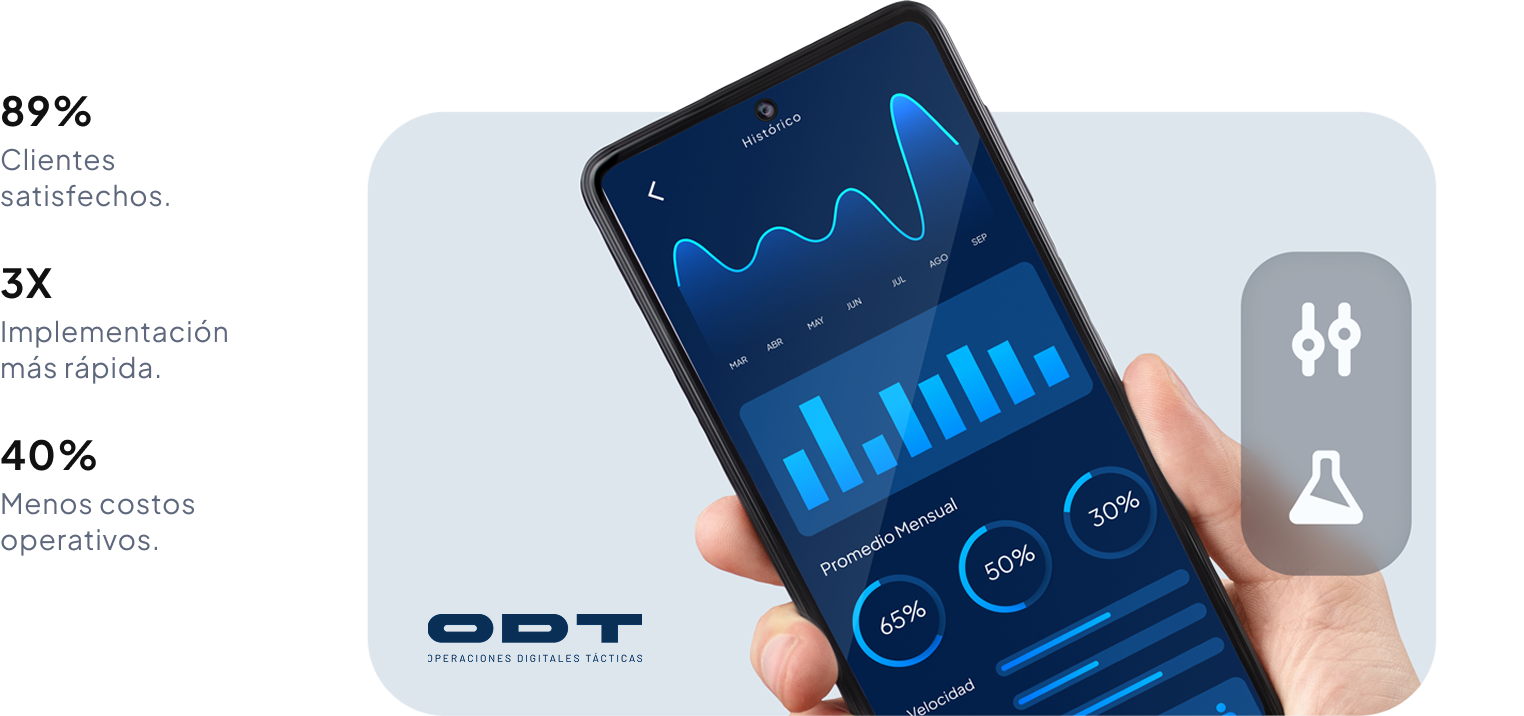 89%
Clientes
satisfechos.
3X
Implementación
más rápida.
40%
Menos costos
operativos.
Histórico
MAR ABR MAY JUN JUL AGO SEP
Promedio Mensual
65% 50% 30%
Velocidad
ODT
OPERACIONES DIGITALES TÁCTICAS